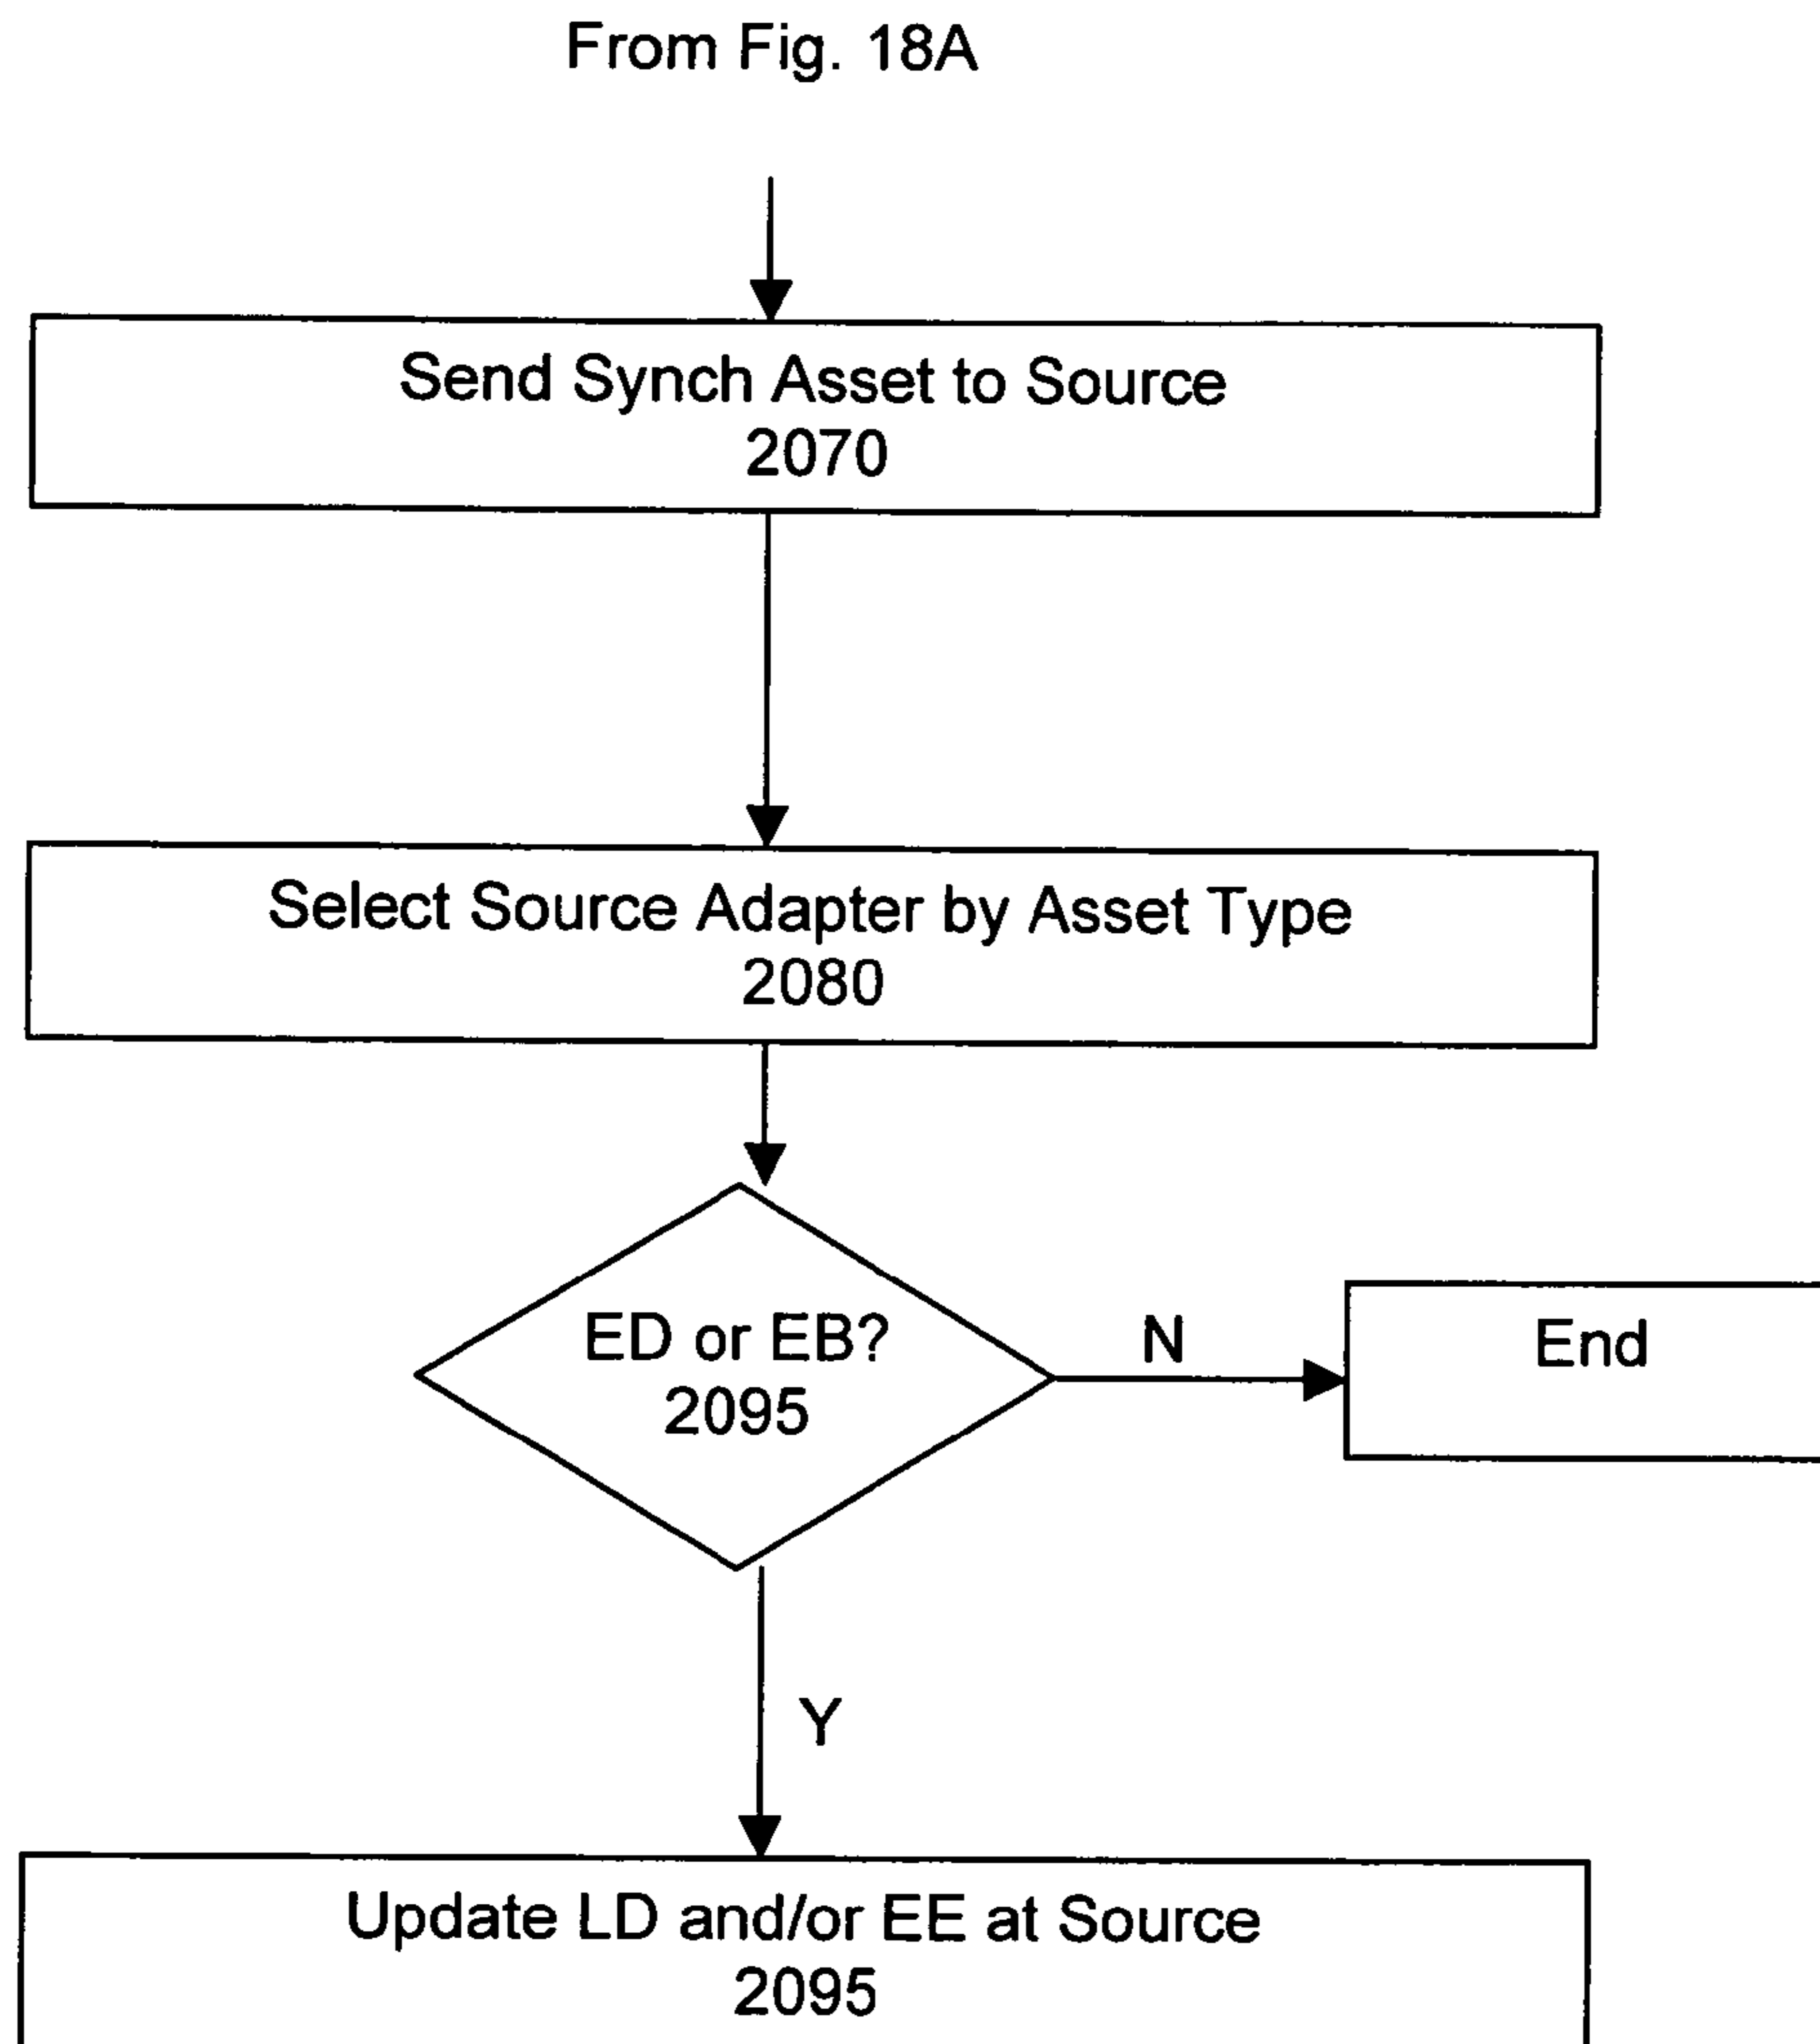 From Fig. 18A
Send Synch Asset to Source
2070
Select Source Adapter by Asset Type
2080
ED or EB?
2095
N
End
Y
Update LD and/or EE at Source
2095